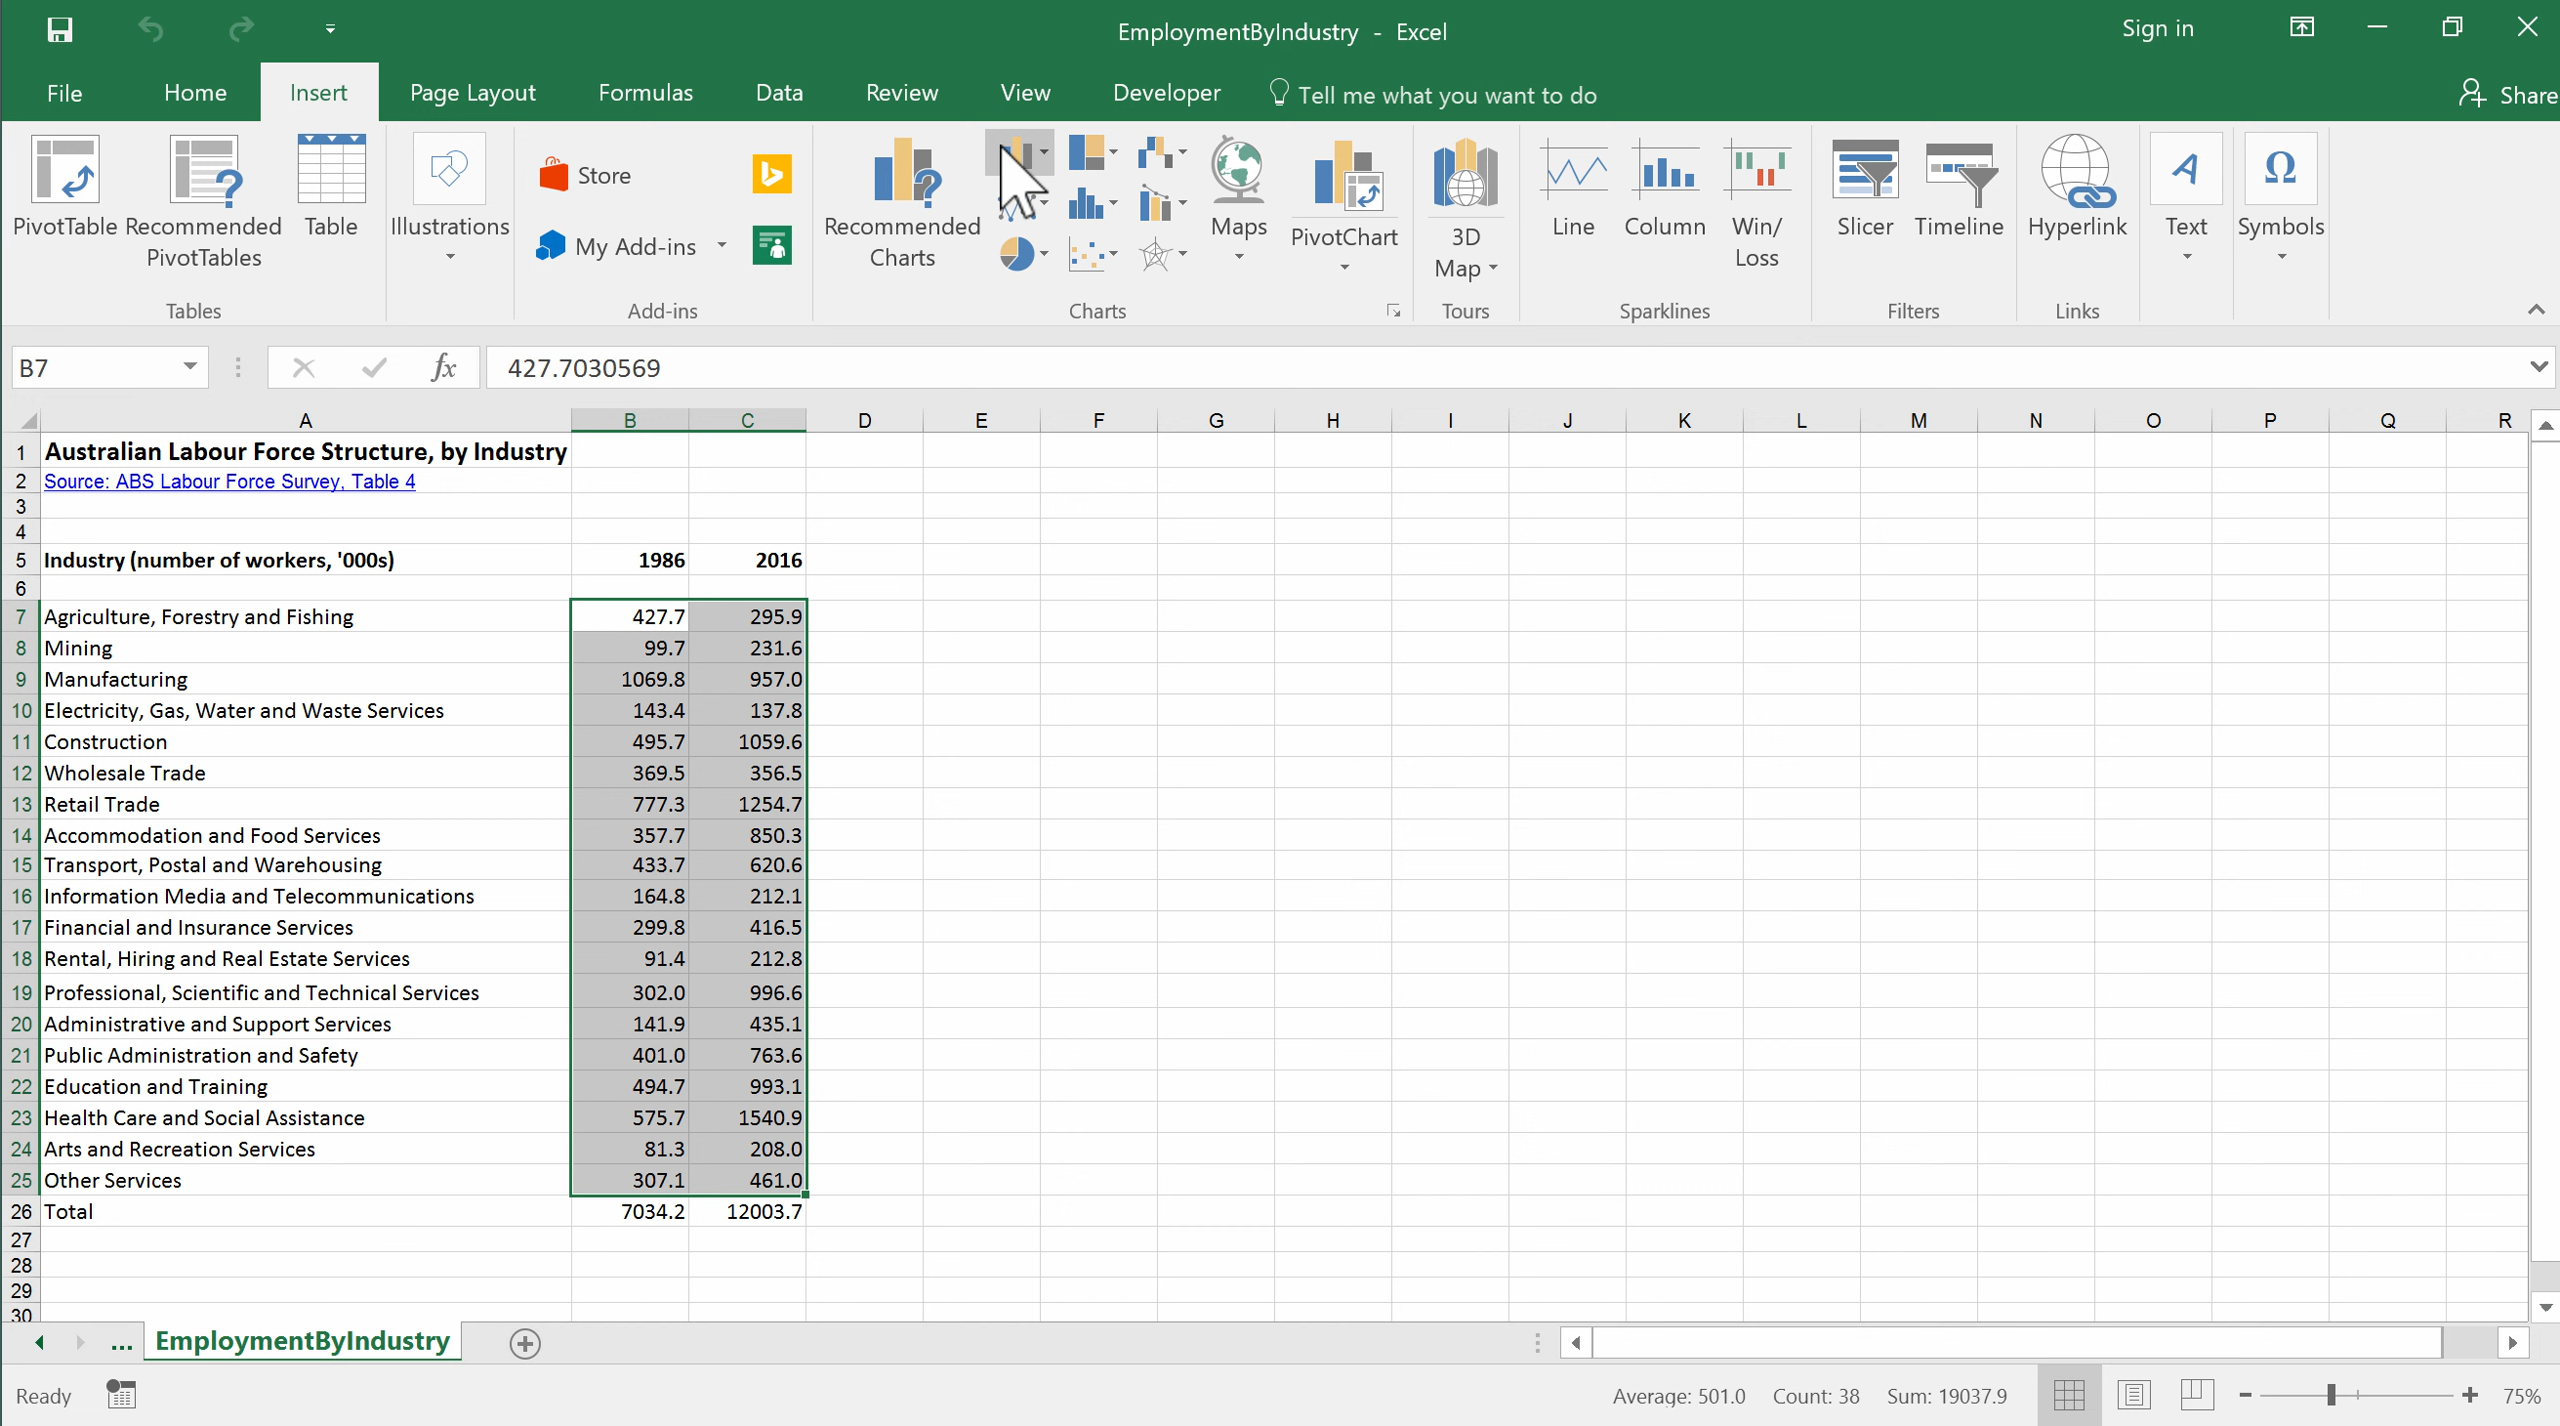 EmploymentByIndustry - Excel
Sign in
File Home Insert Page Layout Formulas Data Review View Developer Tell me what you want to do Share
PivotTable Recommended PivotTables Table
Illustrations
Store
My Add-ins
Recommended Charts
Maps PivotChart
3D Map
Line Column Win/ Loss
Slicer Timeline
Hyperlink
Text
Symbols
Tables Add-ins Charts Tours Sparklines Filters Links
B7 fx 427.7030569
A B C D E F G H I J K L M N O P Q R
1 Australian Labour Force Structure, by Industry
2 Source: ABS Labour Force Survey, Table 4
3
4
5 Industry (number of workers, '000s) 1986 2016
6
7 Agriculture, Forestry and Fishing 427.7 295.9
8 Mining 99.7 231.6
9 Manufacturing 1069.8 957.0
10 Electricity, Gas, Water and Waste Services 143.4 137.8
11 Construction 495.7 1059.6
12 Wholesale Trade 369.5 356.5
13 Retail Trade 777.3 1254.7
14 Accommodation and Food Services 357.7 850.3
15 Transport, Postal and Warehousing 433.7 620.6
16 Information Media and Telecommunications 164.8 212.1
17 Financial and Insurance Services 299.8 416.5
18 Rental, Hiring and Real Estate Services 91.4 212.8
19 Professional, Scientific and Technical Services 302.0 996.6
20 Administrative and Support Services 141.9 435.1
21 Public Administration and Safety 401.0 763.6
22 Education and Training 494.7 993.1
23 Health Care and Social Assistance 575.7 1540.9
24 Arts and Recreation Services 81.3 208.0
25 Other Services 307.1 461.0
26 Total 7034.2 12003.7
27
28
29
30
... EmploymentByIndustry
Ready Average: 501.0 Count: 38 Sum: 19037.9 75%